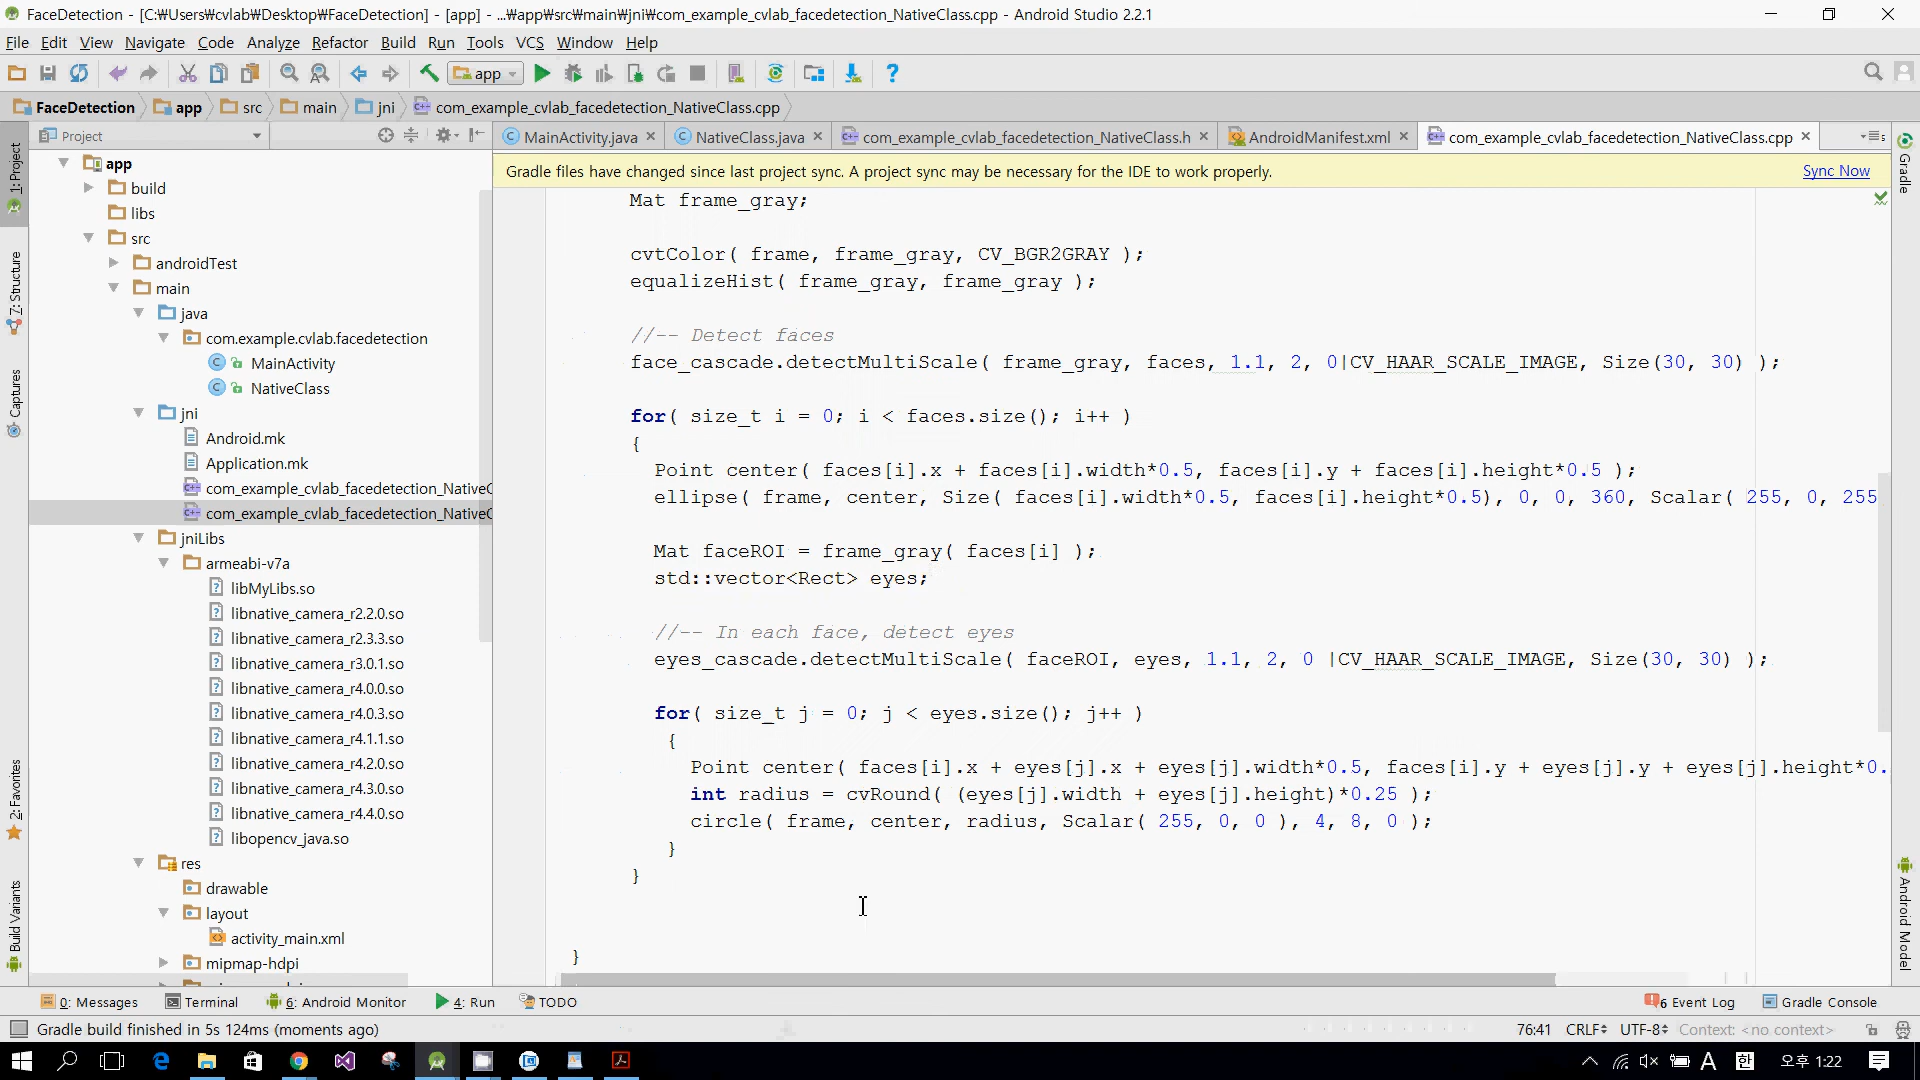 FaceDetection - [C:₩Users₩cvlab₩Desktop₩FaceDetection] - [app] - ...₩app₩src₩main₩jni₩com_example_cvlab_facedetection_NativeClass.cpp - Android Studio 2.2.1
File Edit View Navigate Code Analyze Refactor Build Run Tools VCS Window Help
app
FaceDetection app src main jni com_example_cvlab_facedetection_NativeClass.cpp
Project
MainActivity.java NativeClass.java com_example_cvlab_facedetection_NativeClass.h AndroidManifest.xml com_example_cvlab_facedetection_NativeClass.cpp
Gradle files have changed since last project sync. A project sync may be necessary for the IDE to work properly. Sync Now
1: Project
7: Structure
Captures
2: Favorites
Build Variants
app
build
libs
src
androidTest
main
java
com.example.cvlab.facedetection
MainActivity
NativeClass
jni
Android.mk
Application.mk
com_example_cvlab_facedetection_NativeC
com_example_cvlab_facedetection_NativeC
jniLibs
armeabi-v7a
libMyLibs.so
libnative_camera_r2.2.0.so
libnative_camera_r2.3.3.so
libnative_camera_r3.0.1.so
libnative_camera_r4.0.0.so
libnative_camera_r4.0.3.so
libnative_camera_r4.1.1.so
libnative_camera_r4.2.0.so
libnative_camera_r4.3.0.so
libnative_camera_r4.4.0.so
libopencv_java.so
res
drawable
layout
activity_main.xml
mipmap-hdpi
Mat frame_gray;
cvtColor( frame, frame_gray, CV_BGR2GRAY );
equalizeHist( frame_gray, frame_gray );
//-- Detect faces
face_cascade.detectMultiScale( frame_gray, faces, 1.1, 2, 0|CV_HAAR_SCALE_IMAGE, Size(30, 30) );
for( size_t i = 0; i < faces.size(); i++ )
{
Point center( faces[i].x + faces[i].width*0.5, faces[i].y + faces[i].height*0.5 );
ellipse( frame, center, Size( faces[i].width*0.5, faces[i].height*0.5), 0, 0, 360, Scalar( 255, 0, 255
Mat faceROI = frame_gray( faces[i] );
std::vector<Rect> eyes;
//-- In each face, detect eyes
eyes_cascade.detectMultiScale( faceROI, eyes, 1.1, 2, 0 |CV_HAAR_SCALE_IMAGE, Size(30, 30) );
for( size_t j = 0; j < eyes.size(); j++ )
{
Point center( faces[i].x + eyes[j].x + eyes[j].width*0.5, faces[i].y + eyes[j].y + eyes[j].height*0.
int radius = cvRound( (eyes[j].width + eyes[j].height)*0.25 );
circle( frame, center, radius, Scalar( 255, 0, 0 ), 4, 8, 0 );
}
}
}
Gradle
Android Model
0: Messages Terminal 6: Android Monitor 4: Run TODO 6 Event Log Gradle Console
Gradle build finished in 5s 124ms (moments ago) 76:41 CRLF UTF-8 Context: <no context>
A 한 오후 1:22